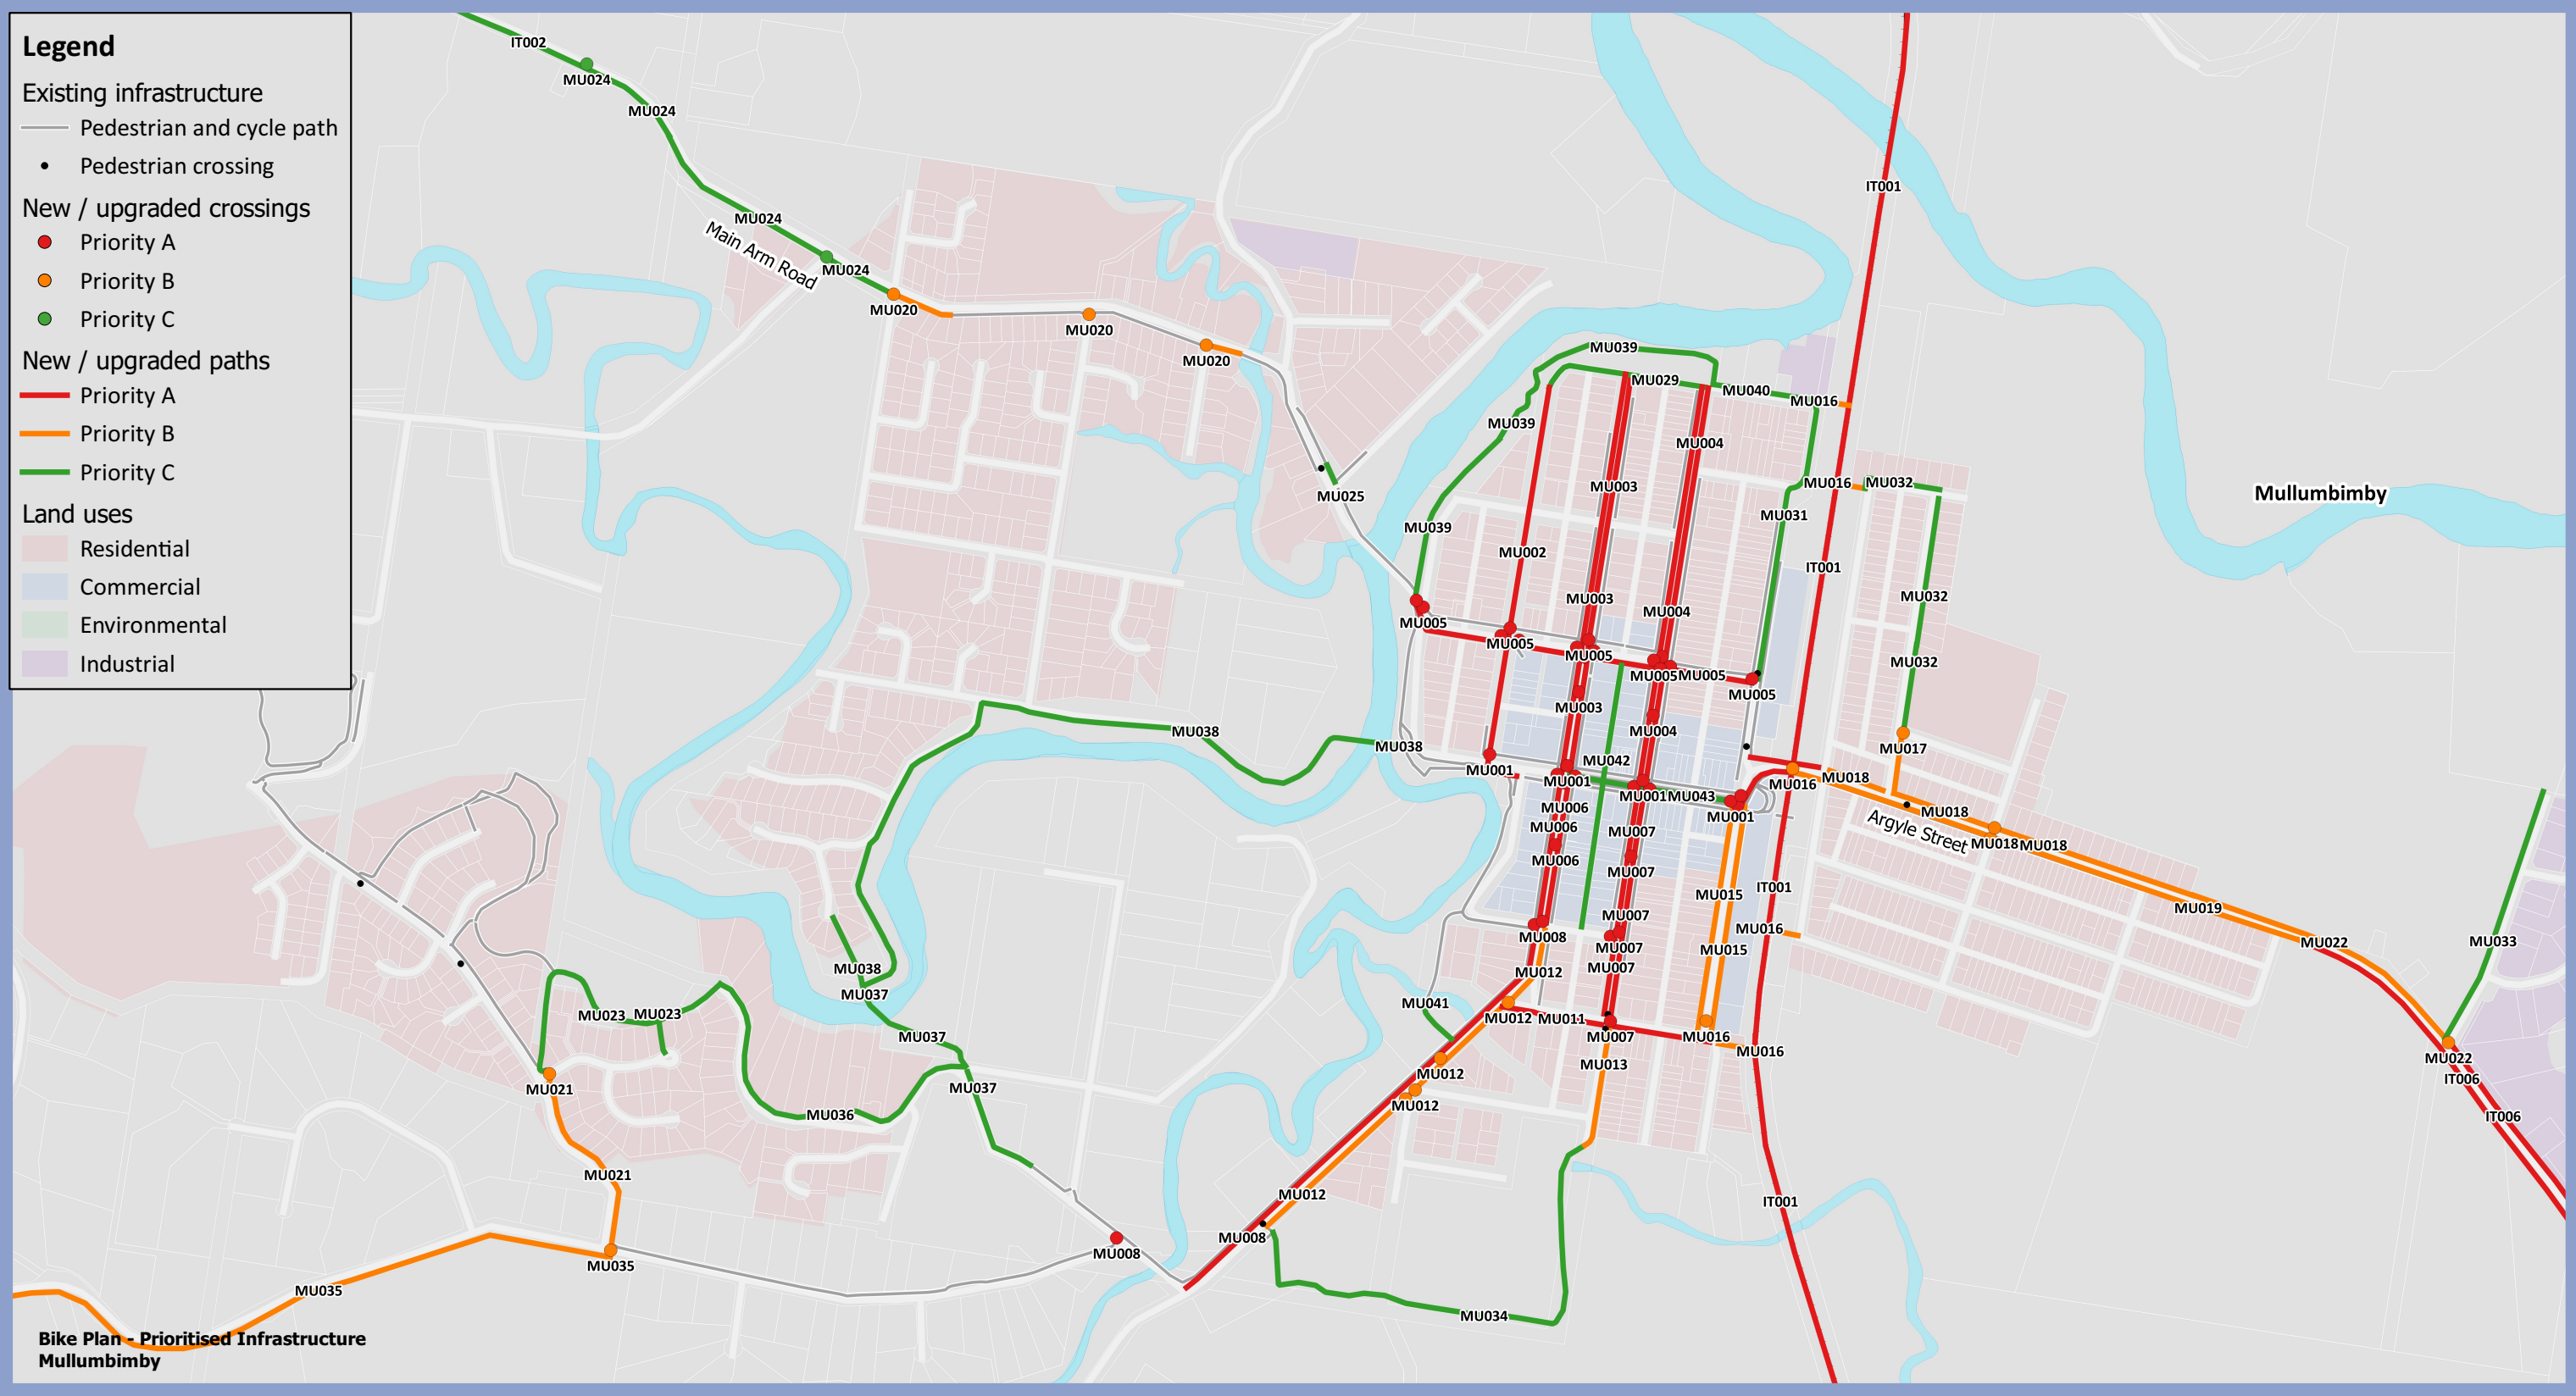 Legend
Existing infrastructure
Pedestrian and cycle path
Pedestrian crossing
New / upgraded crossings
Priority A
Priority B
Priority C
New / upgraded paths
Priority A
Priority B
Priority C
Land uses
Residential
Commercial
Environmental
Industrial
IT002
MU024
MU024
MU024
Main Arm Road
MU024
MU020
MU020
MU020
MU025
IT001
MU039
MU029
MU040
MU016
MU039
MU004
MU003
MU016
MU032
Mullumbimby
MU031
MU039
MU002
IT001
MU003
MU032
MU004
MU005
MU005
MU005
MU032
MU005
MU005
MU005
MU003
MU004
MU038
MU038
MU017
MU042
MU001
MU001
MU018
MU016
MU001
MU043
MU006
MU001
MU018
Argyle Street
MU006
MU007
MU018
MU018
MU006
MU007
IT001
MU015
MU019
MU007
MU016
MU008
MU007
MU015
MU022
MU033
MU038
MU007
MU012
MU037
MU041
MU023
MU023
MU012
MU011
MU037
MU007
MU016
MU016
MU022
MU013
MU012
IT006
MU021
MU037
MU012
MU036
IT006
MU021
MU012
IT001
MU008
MU008
MU035
MU035
MU034
Bike Plan - Prioritised Infrastructure
Mullumbimby